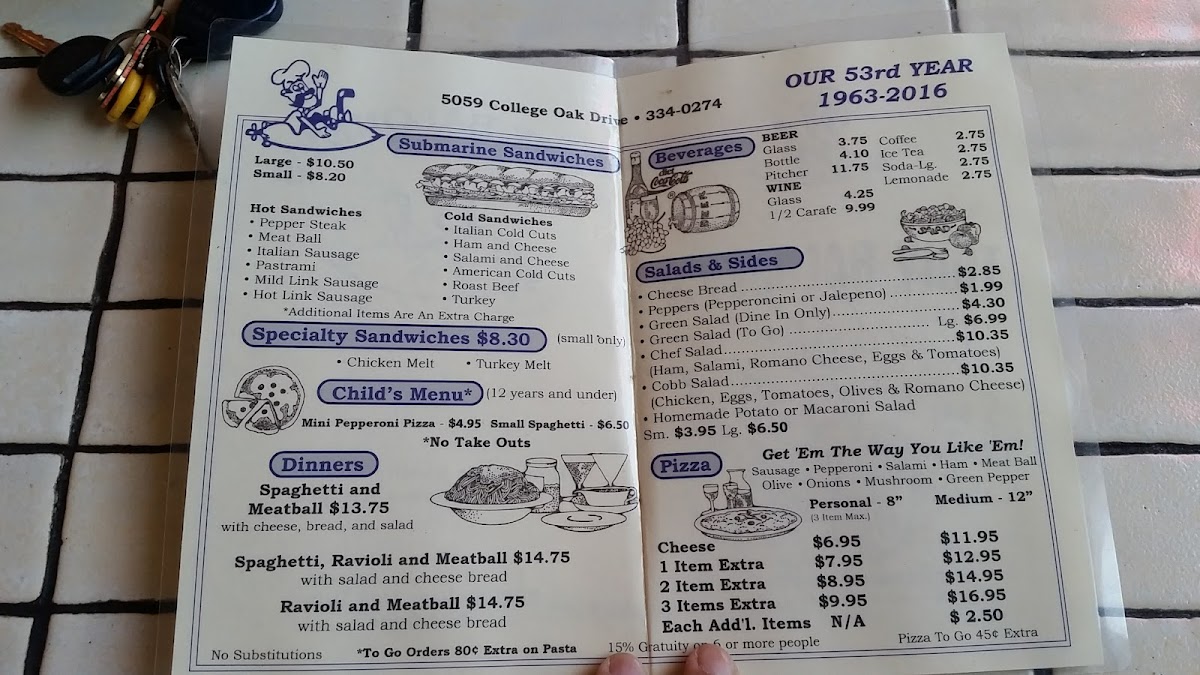 5059 College Oak Drive • 334-0274
Submarine Sandwiches
Large - $10.50
Small - $8.20
Hot Sandwiches
• Pepper Steak
• Meat Ball
• Italian Sausage
• Pastrami
• Mild Link Sausage
• Hot Link Sausage
Cold Sandwiches
• Italian Cold Cuts
• Ham and Cheese
• Salami and Cheese
• American Cold Cuts
• Roast Beef
• Turkey
*Additional Items Are An Extra Charge
Specialty Sandwiches $8.30 (small only)
• Chicken Melt • Turkey Melt
Child's Menu* (12 years and under)
Mini Pepperoni Pizza - $4.95 Small Spaghetti - $6.50
*No Take Outs
Dinners
Spaghetti and
Meatball $13.75
with cheese, bread, and salad
Spaghetti, Ravioli and Meatball $14.75
with salad and cheese bread
Ravioli and Meatball $14.75
with salad and cheese bread
No Substitutions *To Go Orders 80¢ Extra on Pasta
OUR 53rd YEAR
1963-2016
Beverages
diet
Coca-Cola
BEER
BEER
Glass 3.75
Bottle 4.10
Pitcher 11.75
WINE
Glass 4.25
1/2 Carafe 9.99
Coffee 2.75
Ice Tea 2.75
Soda-Lg. 2.75
Lemonade 2.75
Salads & Sides
• Cheese Bread ........ $2.85
• Peppers (Pepperoncini or Jalepeno) ........ $1.99
• Green Salad (Dine In Only) ........ $4.30
• Green Salad (To Go) ........ Lg. $6.99
• Chef Salad ........ $10.35
(Ham, Salami, Romano Cheese, Eggs & Tomatoes)
• Cobb Salad ........ $10.35
(Chicken, Eggs, Tomatoes, Olives & Romano Cheese)
• Homemade Potato or Macaroni Salad
Sm. $3.95 Lg. $6.50
Pizza
Get 'Em The Way You Like 'Em!
Sausage • Pepperoni • Salami • Ham • Meat Ball
Olive • Onions • Mushroom • Green Pepper
Personal - 8" Medium - 12"
(3 Item Max.)
Cheese $6.95 $11.95
1 Item Extra $7.95 $12.95
2 Item Extra $8.95 $14.95
3 Items Extra $9.95 $16.95
Each Add'l. Items N/A $ 2.50
15% Gratuity on 6 or more people
Pizza To Go 45¢ Extra